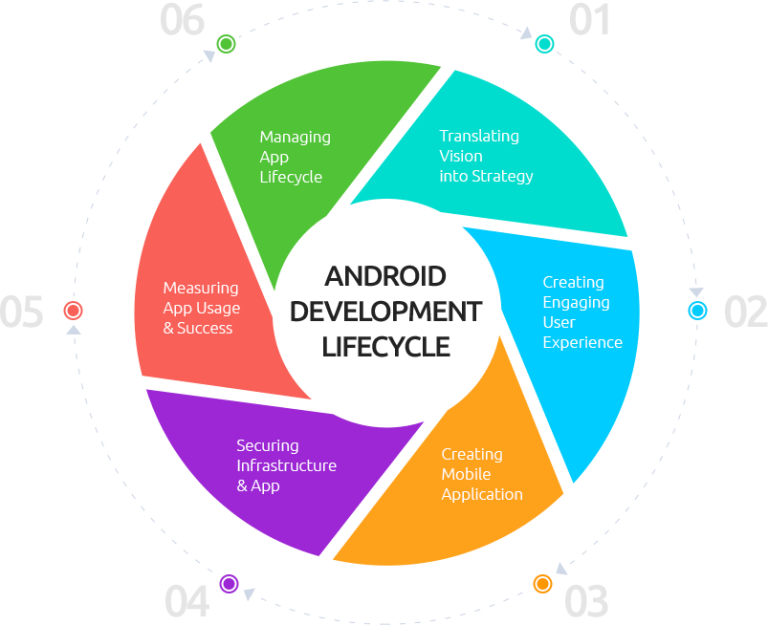 06
01
Managing
App
Lifecycle
Translating
Vision
into Strategy
ANDROID
DEVELOPMENT
LIFECYCLE
Creating
Engaging
User
Experience
02
Measuring
App Usage
& Success
05
Securing
Infrastructure
& App
Creating
Mobile
Application
04
03